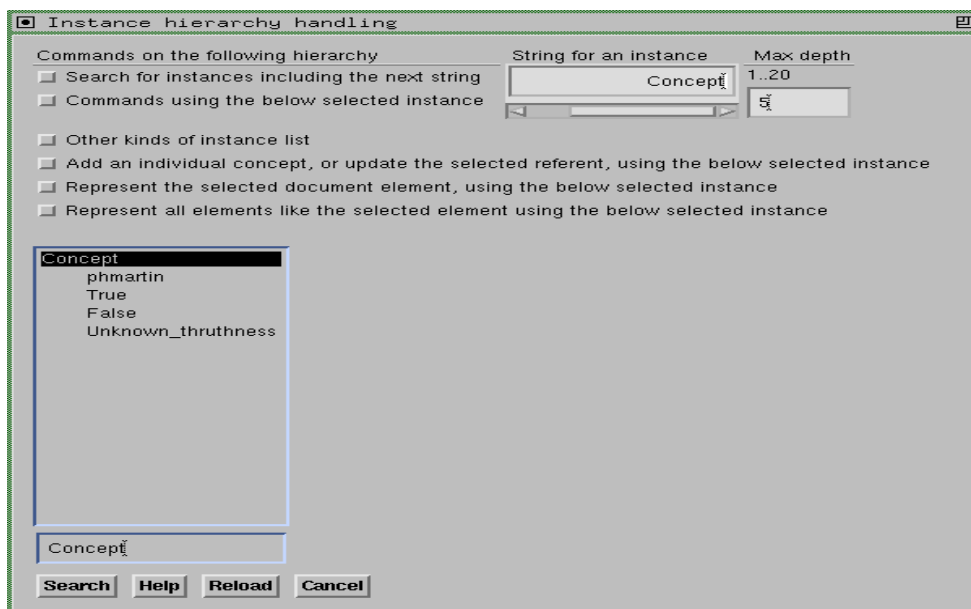 Instance hierarchy handling
Commands on the following hierarchy String for an instance Max depth
Search for instances including the next string Concept 1..20
Commands using the below selected instance 5
Other kinds of instance list
Add an individual concept, or update the selected referent, using the below selected instance
Represent the selected document element, using the below selected instance
Represent all elements like the selected element using the below selected instance
Concept
phmartin
True
False
Unknown_thruthness
Concept
Search Help Reload Cancel